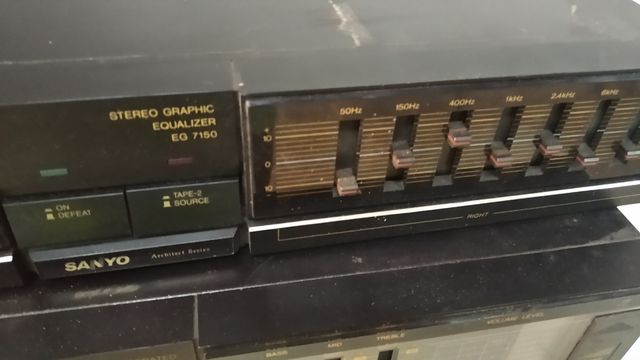 STEREO GRAPHIC
EQUALIZER
EG 7150
50Hz 150Hz 400Hz 1kHz 2.4kHz 6kHz
+
10
0
10
ON
DEFEAT
TAPE-2
SOURCE
SANYO Architect Series
RIGHT
BASS MID TREBLE
VOLUME LEVEL